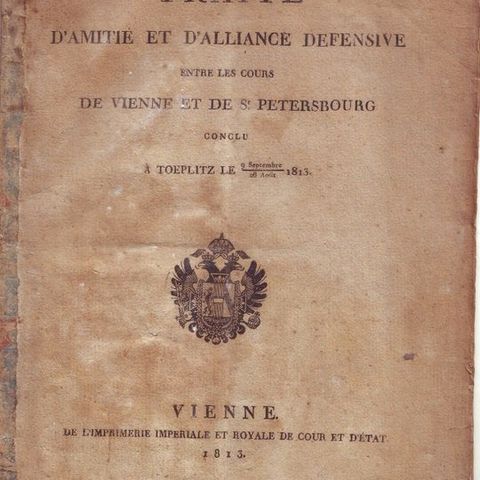 TRAITÉ
D'AMITIÉ ET D'ALLIANCE DEFENSIVE
ENTRE LES COURS
DE VIENNE ET DE St PETERSBOURG
CONCLU
À TOEPLITZ LE 9 Septembre / 28 Août 1813.
VIENNE.
DE L'IMPRIMERIE IMPERIALE ET ROYALE DE COUR ET D'ÉTAT.
1813.